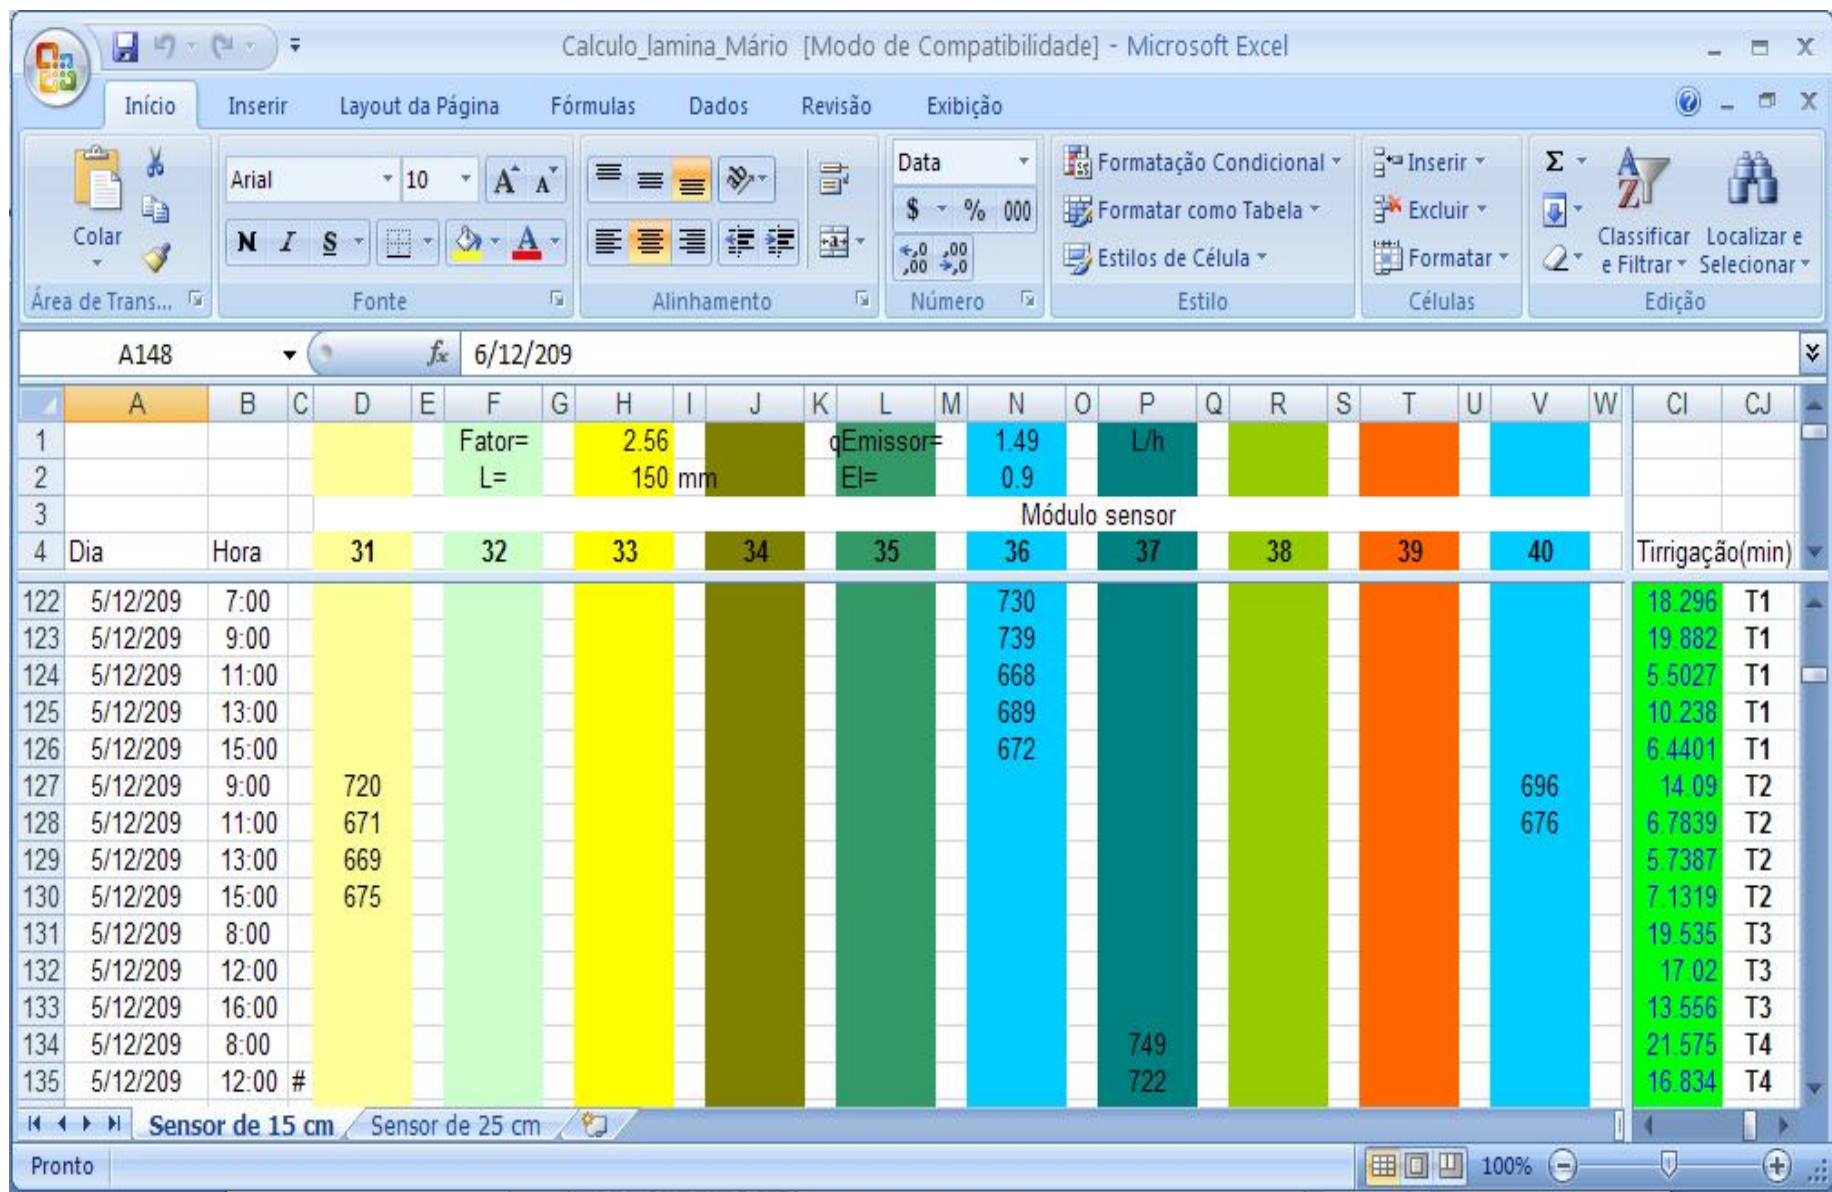 Calculo_lamina_Mário [Modo de Compatibilidade] - Microsoft Excel
Início Inserir Layout da Página Fórmulas Dados Revisão Exibição
Colar Arial 10 Data Formatação Condicional Inserir Σ
N I S $ % 000 Formatar como Tabela Excluir
Estilos de Célula Formatar Classificar e Filtrar Localizar e Selecionar
Área de Trans... Fonte Alinhamento Número Estilo Células Edição
A148 fx 6/12/209
A B C D E F G H I J K L M N O P Q R S T U V W CI CJ
1 Fator= 2.56 qEmissor= 1.49 L/h
2 L= 150 mm EI= 0.9
3 Módulo sensor
4 Dia Hora 31 32 33 34 35 36 37 38 39 40 Tirrigação(min)
122 5/12/209 7:00 730 18.296 T1
123 5/12/209 9:00 739 19.882 T1
124 5/12/209 11:00 668 5.5027 T1
125 5/12/209 13:00 689 10.238 T1
126 5/12/209 15:00 672 6.4401 T1
127 5/12/209 9:00 720 696 14.09 T2
128 5/12/209 11:00 671 676 6.7839 T2
129 5/12/209 13:00 669 5.7387 T2
130 5/12/209 15:00 675 7.1319 T2
131 5/12/209 8:00 19.535 T3
132 5/12/209 12:00 17.02 T3
133 5/12/209 16:00 13.556 T3
134 5/12/209 8:00 749 21.575 T4
135 5/12/209 12:00 # 722 16.834 T4
Sensor de 15 cm Sensor de 25 cm
Pronto 100%